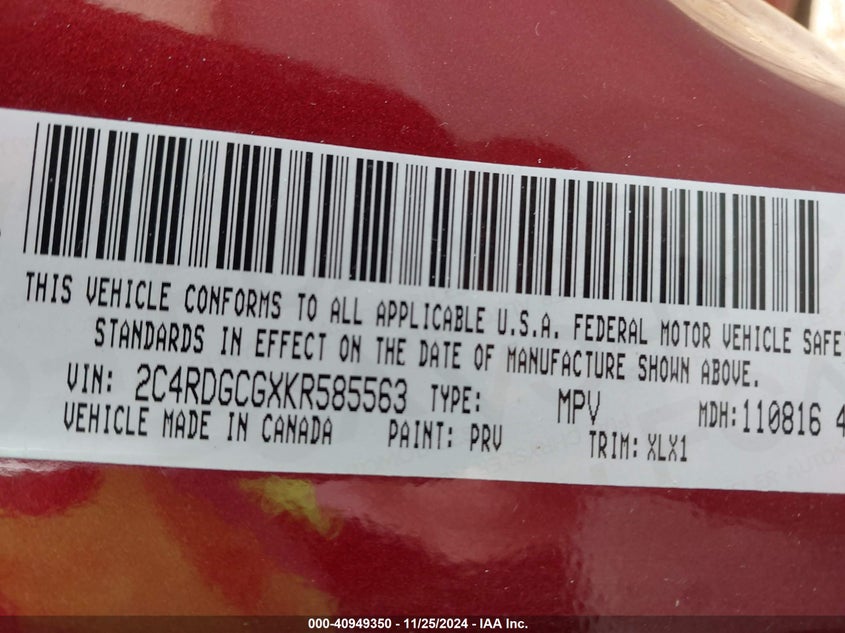 THIS VEHICLE CONFORMS TO ALL APPLICABLE U.S.A. FEDERAL MOTOR VEHICLE SAFE
STANDARDS IN EFFECT ON THE DATE OF MANUFACTURE SHOWN ABOVE.
VIN: 2C4RDGCGXKR585563 TYPE: MPV MDH:110816 4
VEHICLE MADE IN CANADA PAINT: PRV TRIM: XLX1
000-40949350 - 11/25/2024 - IAA Inc.